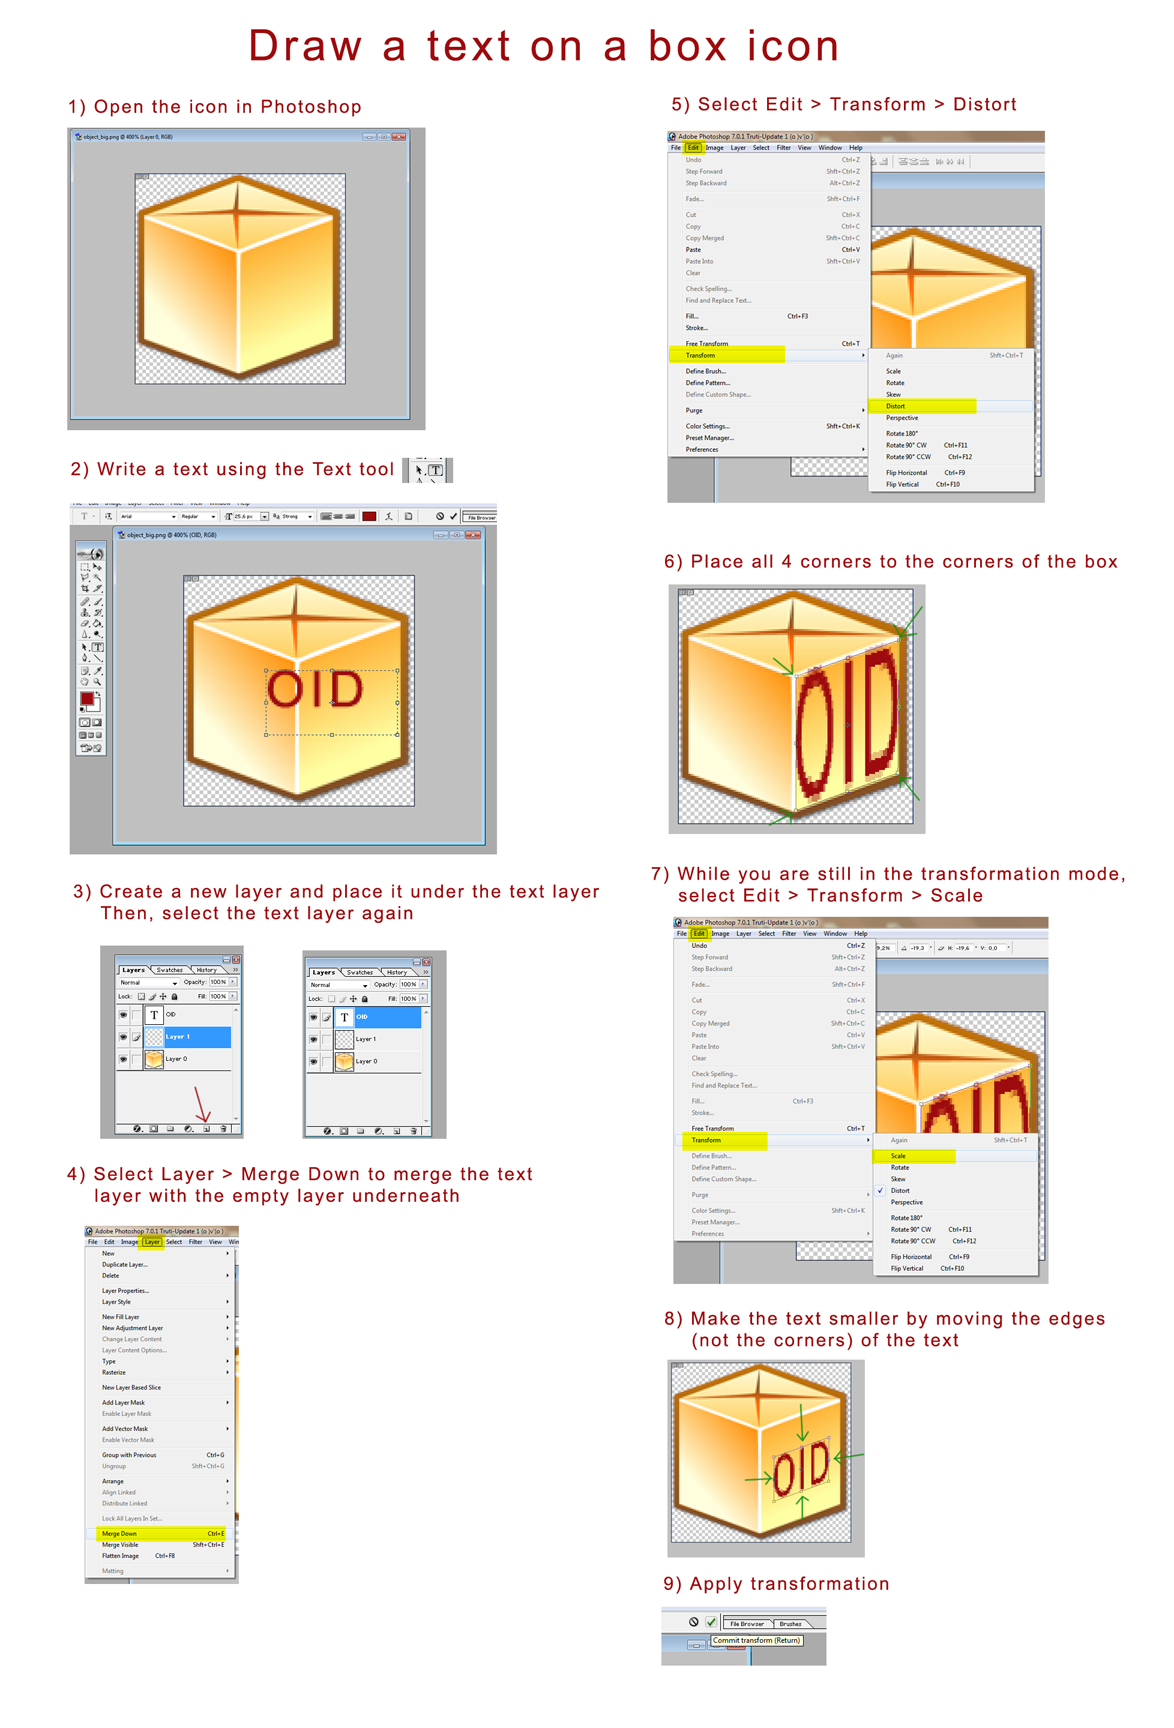 Draw a text on a box icon
1) Open the icon in Photoshop
object_big.png @ 400% (Layer 0, RGB)
2) Write a text using the Text tool
Arial Regular 25,6 px Strong File Browser
object_big.png @ 400% (OID, RGB)
OID
3) Create a new layer and place it under the text layer
Then, select the text layer again
Layers Swatches History
Normal Opacity: 100%
Lock: Fill: 100%
T OID
Layer 1
Layer 0
Layers Swatches History
Normal Opacity: 100%
Lock: Fill: 100%
T OID
Layer 1
Layer 0
4) Select Layer > Merge Down to merge the text
layer with the empty layer underneath
Adobe Photoshop 7.0.1 Truti-Update 1 (o )v'(o )
File Edit Image Layer Select Filter View Win
New
Duplicate Layer...
Delete
Layer Properties...
Layer Style
New Fill Layer
New Adjustment Layer
Change Layer Content
Layer Content Options...
Type
Rasterize
New Layer Based Slice
Add Layer Mask
Enable Layer Mask
Add Vector Mask
Enable Vector Mask
Group with Previous Ctrl+G
Ungroup Shft+Ctrl+G
Arrange
Align Linked
Distribute Linked
Lock All Layers In Set...
Merge Down Ctrl+E
Merge Visible Shft+Ctrl+E
Flatten Image Ctrl+F8
Matting
5) Select Edit > Transform > Distort
Adobe Photoshop 7.0.1 Truti-Update 1 (o )v'(o )
File Edit Image Layer Select Filter View Window Help
Undo Ctrl+Z
Step Forward Shft+Ctrl+Z
Step Backward Alt+Ctrl+Z
Fade... Shft+Ctrl+F
Cut Ctrl+X
Copy Ctrl+C
Copy Merged Shft+Ctrl+C
Paste Ctrl+V
Paste Into Shft+Ctrl+V
Clear
Check Spelling...
Find and Replace Text...
Fill... Ctrl+F3
Stroke...
Free Transform Ctrl+T
Transform
Define Brush...
Define Pattern...
Define Custom Shape...
Purge
Color Settings... Shft+Ctrl+K
Preset Manager...
Preferences
Again Shft+Ctrl+T
Scale
Rotate
Skew
Distort
Perspective
Rotate 180°
Rotate 90° CW Ctrl+F11
Rotate 90° CCW Ctrl+F12
Flip Horizontal Ctrl+F9
Flip Vertical Ctrl+F10
6) Place all 4 corners to the corners of the box
OID
7) While you are still in the transformation mode,
select Edit > Transform > Scale
Adobe Photoshop 7.0.1 Truti-Update 1 (o )v'(o )
File Edit Image Layer Select Filter View Window Help
9,2% -19,3 ° H: -19,6 ° V: 0,0 °
Undo Ctrl+Z
Step Forward Shft+Ctrl+Z
Step Backward Alt+Ctrl+Z
Fade... Shft+Ctrl+F
Cut Ctrl+X
Copy Ctrl+C
Copy Merged Shft+Ctrl+C
Paste Ctrl+V
Paste Into Shft+Ctrl+V
Clear
Check Spelling...
Find and Replace Text...
Fill... Ctrl+F3
Stroke...
Free Transform Ctrl+T
Transform
Define Brush...
Define Pattern...
Define Custom Shape...
Purge
Color Settings... Shft+Ctrl+K
Preset Manager...
Preferences
Again Shft+Ctrl+T
Scale
Rotate
Skew
Distort
Perspective
Rotate 180°
Rotate 90° CW Ctrl+F11
Rotate 90° CCW Ctrl+F12
Flip Horizontal Ctrl+F9
Flip Vertical Ctrl+F10
OID
8) Make the text smaller by moving the edges
(not the corners) of the text
OID
9) Apply transformation
File Browser Brushes
Commit transform (Return)